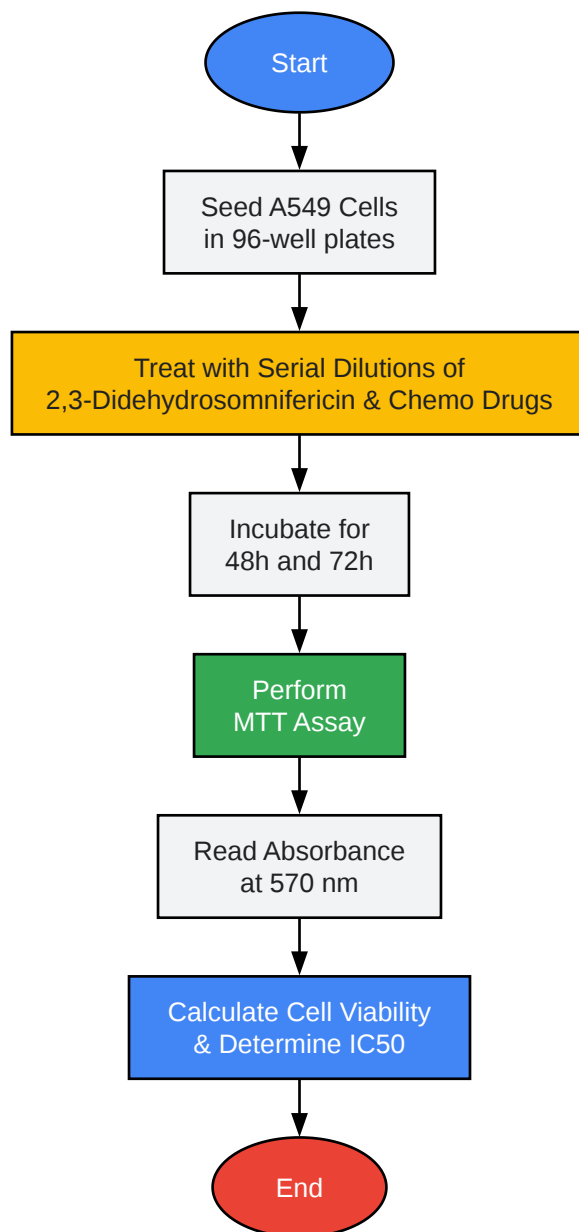 Start
Seed A549 Cells
in 96-well plates
Treat with Serial Dilutions of
2,3-Didehydrosomnifericin & Chemo Drugs
Incubate for
48h and 72h
Perform
MTT Assay
Read Absorbance
at 570 nm
Calculate Cell Viability
& Determine IC50
End